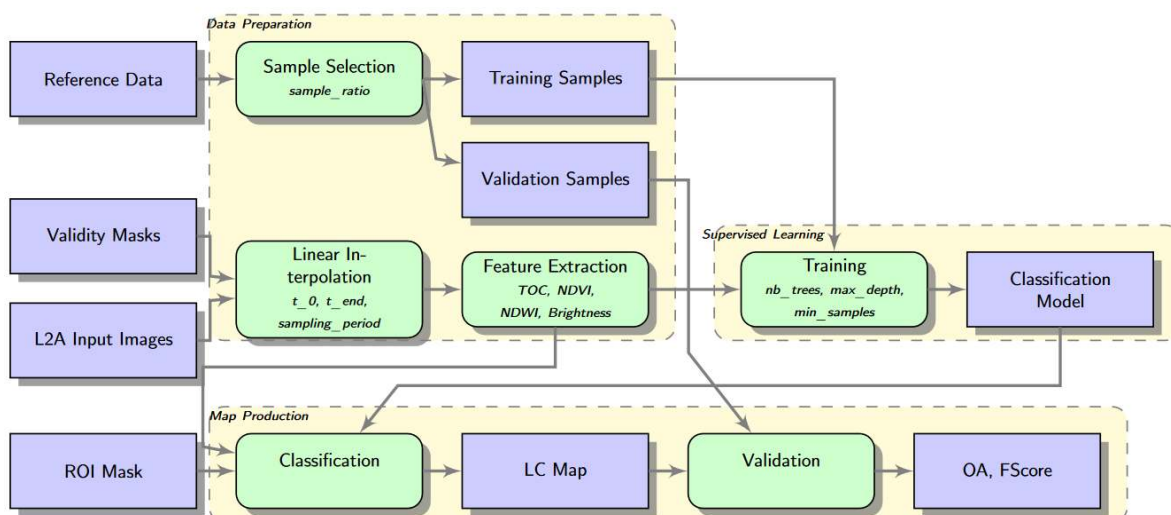 Data Preparation
Reference Data
Sample Selection
sample_ratio
Training Samples
Validation Samples
Validity Masks
L2A Input Images
Linear In-
terpolation
t_0, t_end,
sampling_period
Feature Extraction
TOC, NDVI,
NDWI, Brightness
Supervised Learning
Training
nb_trees, max_depth,
min_samples
Classification
Model
Map Production
ROI Mask
Classification
LC Map
Validation
OA, FScore